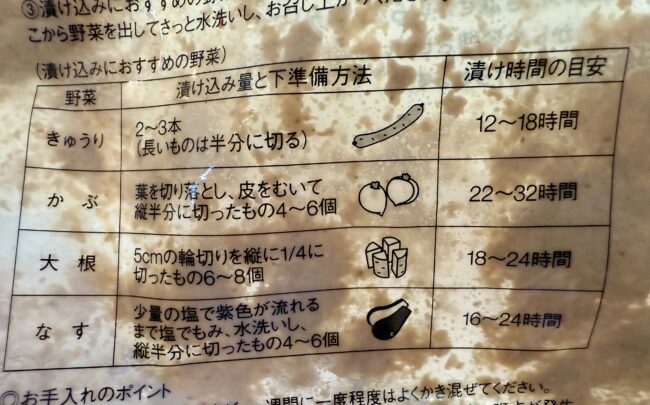 ③漬け込みにおすすめの野
こから野菜を出してさっと水洗いし、お召し上が
(漬け込みにおすすめの野菜)
野菜 漬け込み量と下準備方法 漬け時間の目安
きゅうり 2〜3本
(長いものは半分に切る) 12〜18時間
かぶ 葉を切り落とし、皮をむいて
縦半分に切ったもの4〜6個 22〜32時間
大根 5cmの輪切りを縦に1/4に
切ったもの6〜8個 18〜24時間
なす 少量の塩で紫色が流れる
まで塩でもみ、水洗いし、
縦半分に切ったもの4〜6個 16〜24時間
◎お手入れのポイント
週間に一度程度はよくかき混ぜてください。